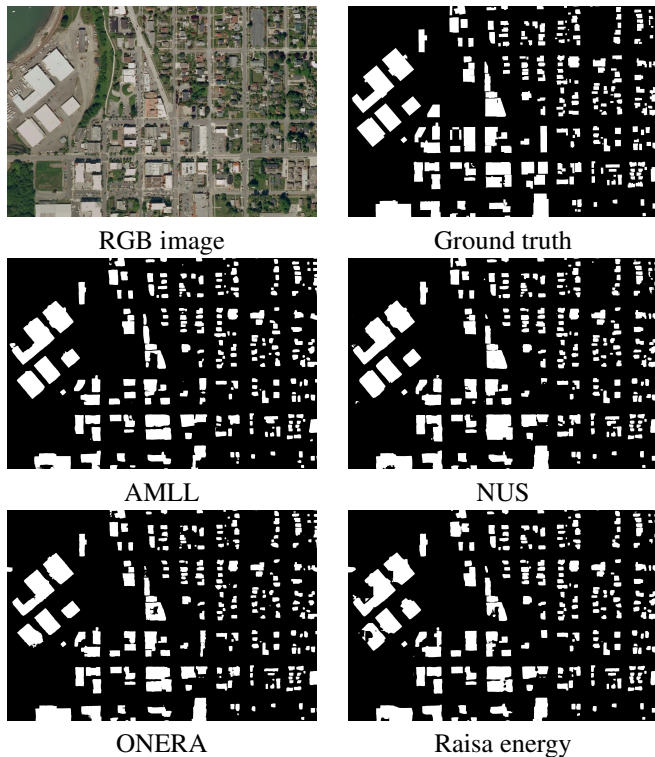 RGB image
Ground truth
AMLL
NUS
ONERA
Raisa energy